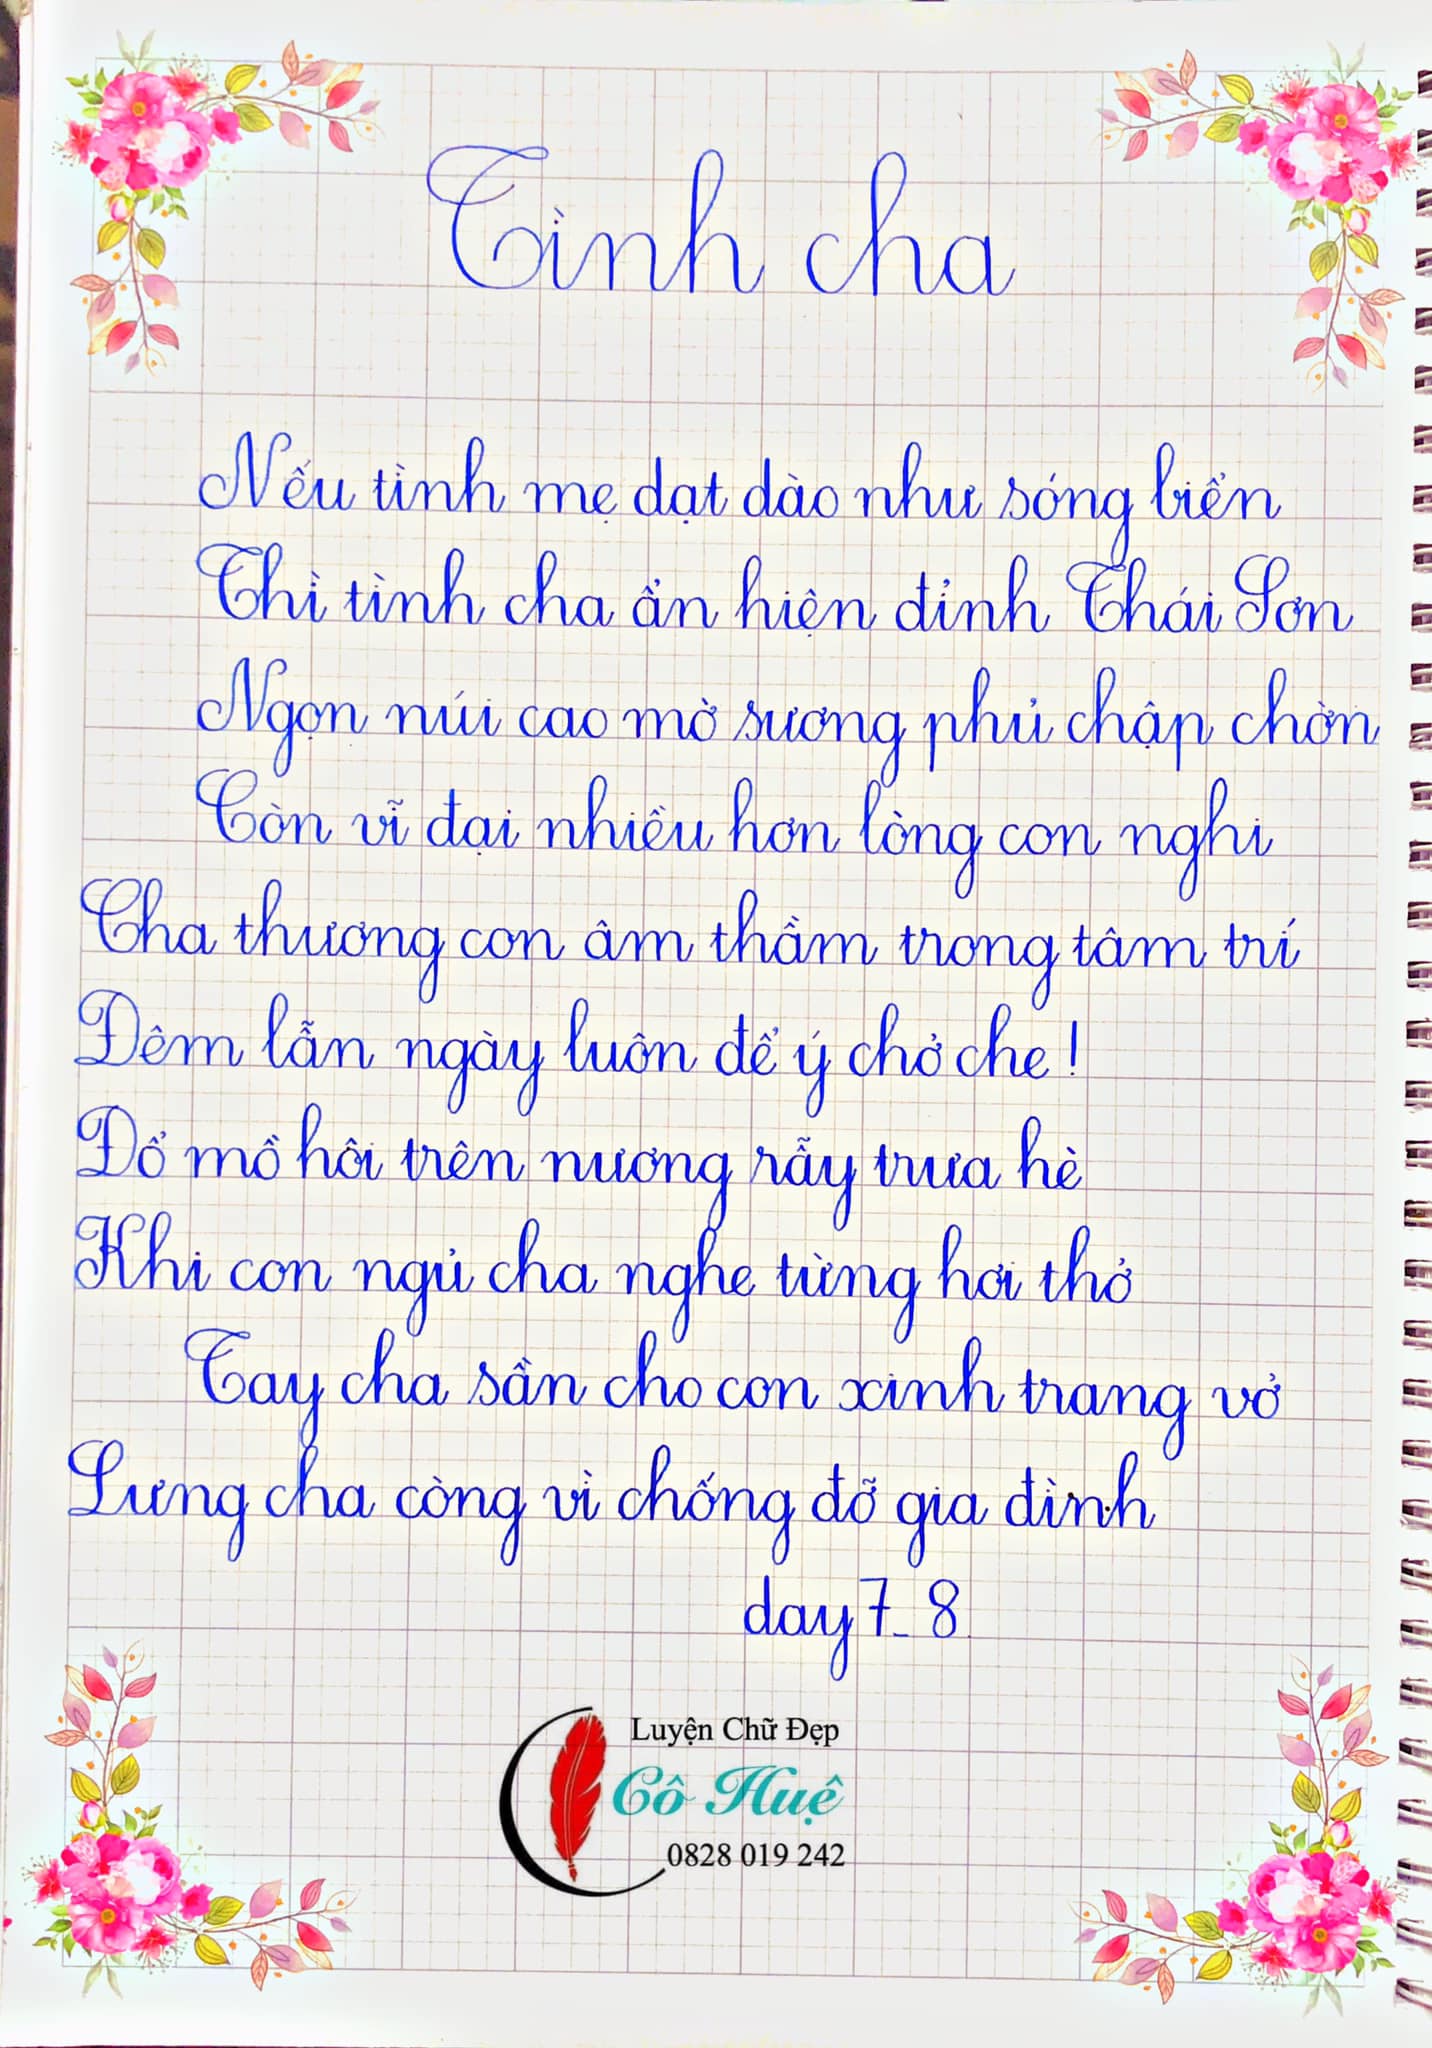 Tình cha
Nếu tình mẹ dạt dào như sóng biển
Thì tình cha ẩn hiện đỉnh Thái Sơn
Ngọn núi cao mờ sương phủ chập chờn
Còn vĩ đại nhiều hơn lòng con nghi
Cha thương con âm thầm trong tâm trí
Đêm lẫn ngày luôn để ý chở che!
Đổ mồ hôi trên nương rẫy trưa hè
Khi con ngủ cha nghe từng hơi thở
Tay cha sần cho con xinh trang vở
Lưng cha còng vì chống đỡ gia đình
day 7_8
Luyện Chữ Đẹp
Cô Huệ
0828 019 242